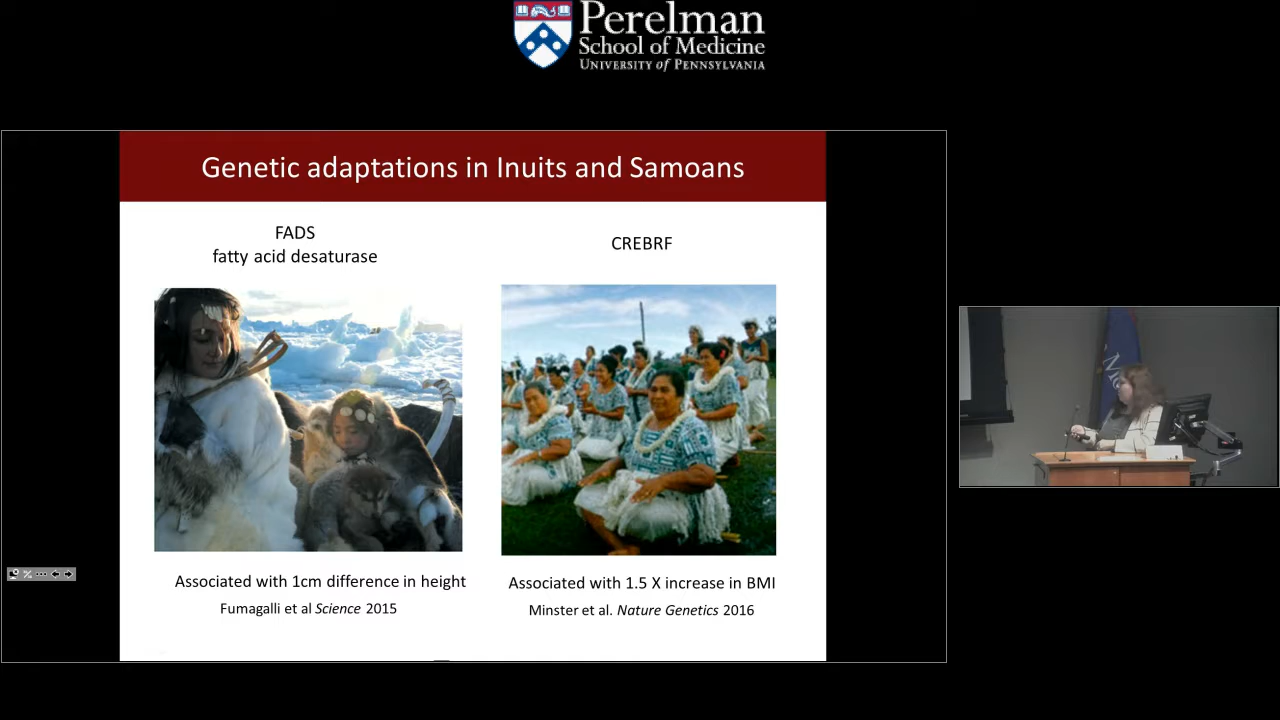 Perelman
School of Medicine
UNIVERSITY of PENNSYLVANIA
Genetic adaptations in Inuits and Samoans
FADS
fatty acid desaturase
CREBRF
Associated with 1cm difference in height
Fumagalli et al Science 2015
Associated with 1.5 X increase in BMI
Minster et al. Nature Genetics 2016